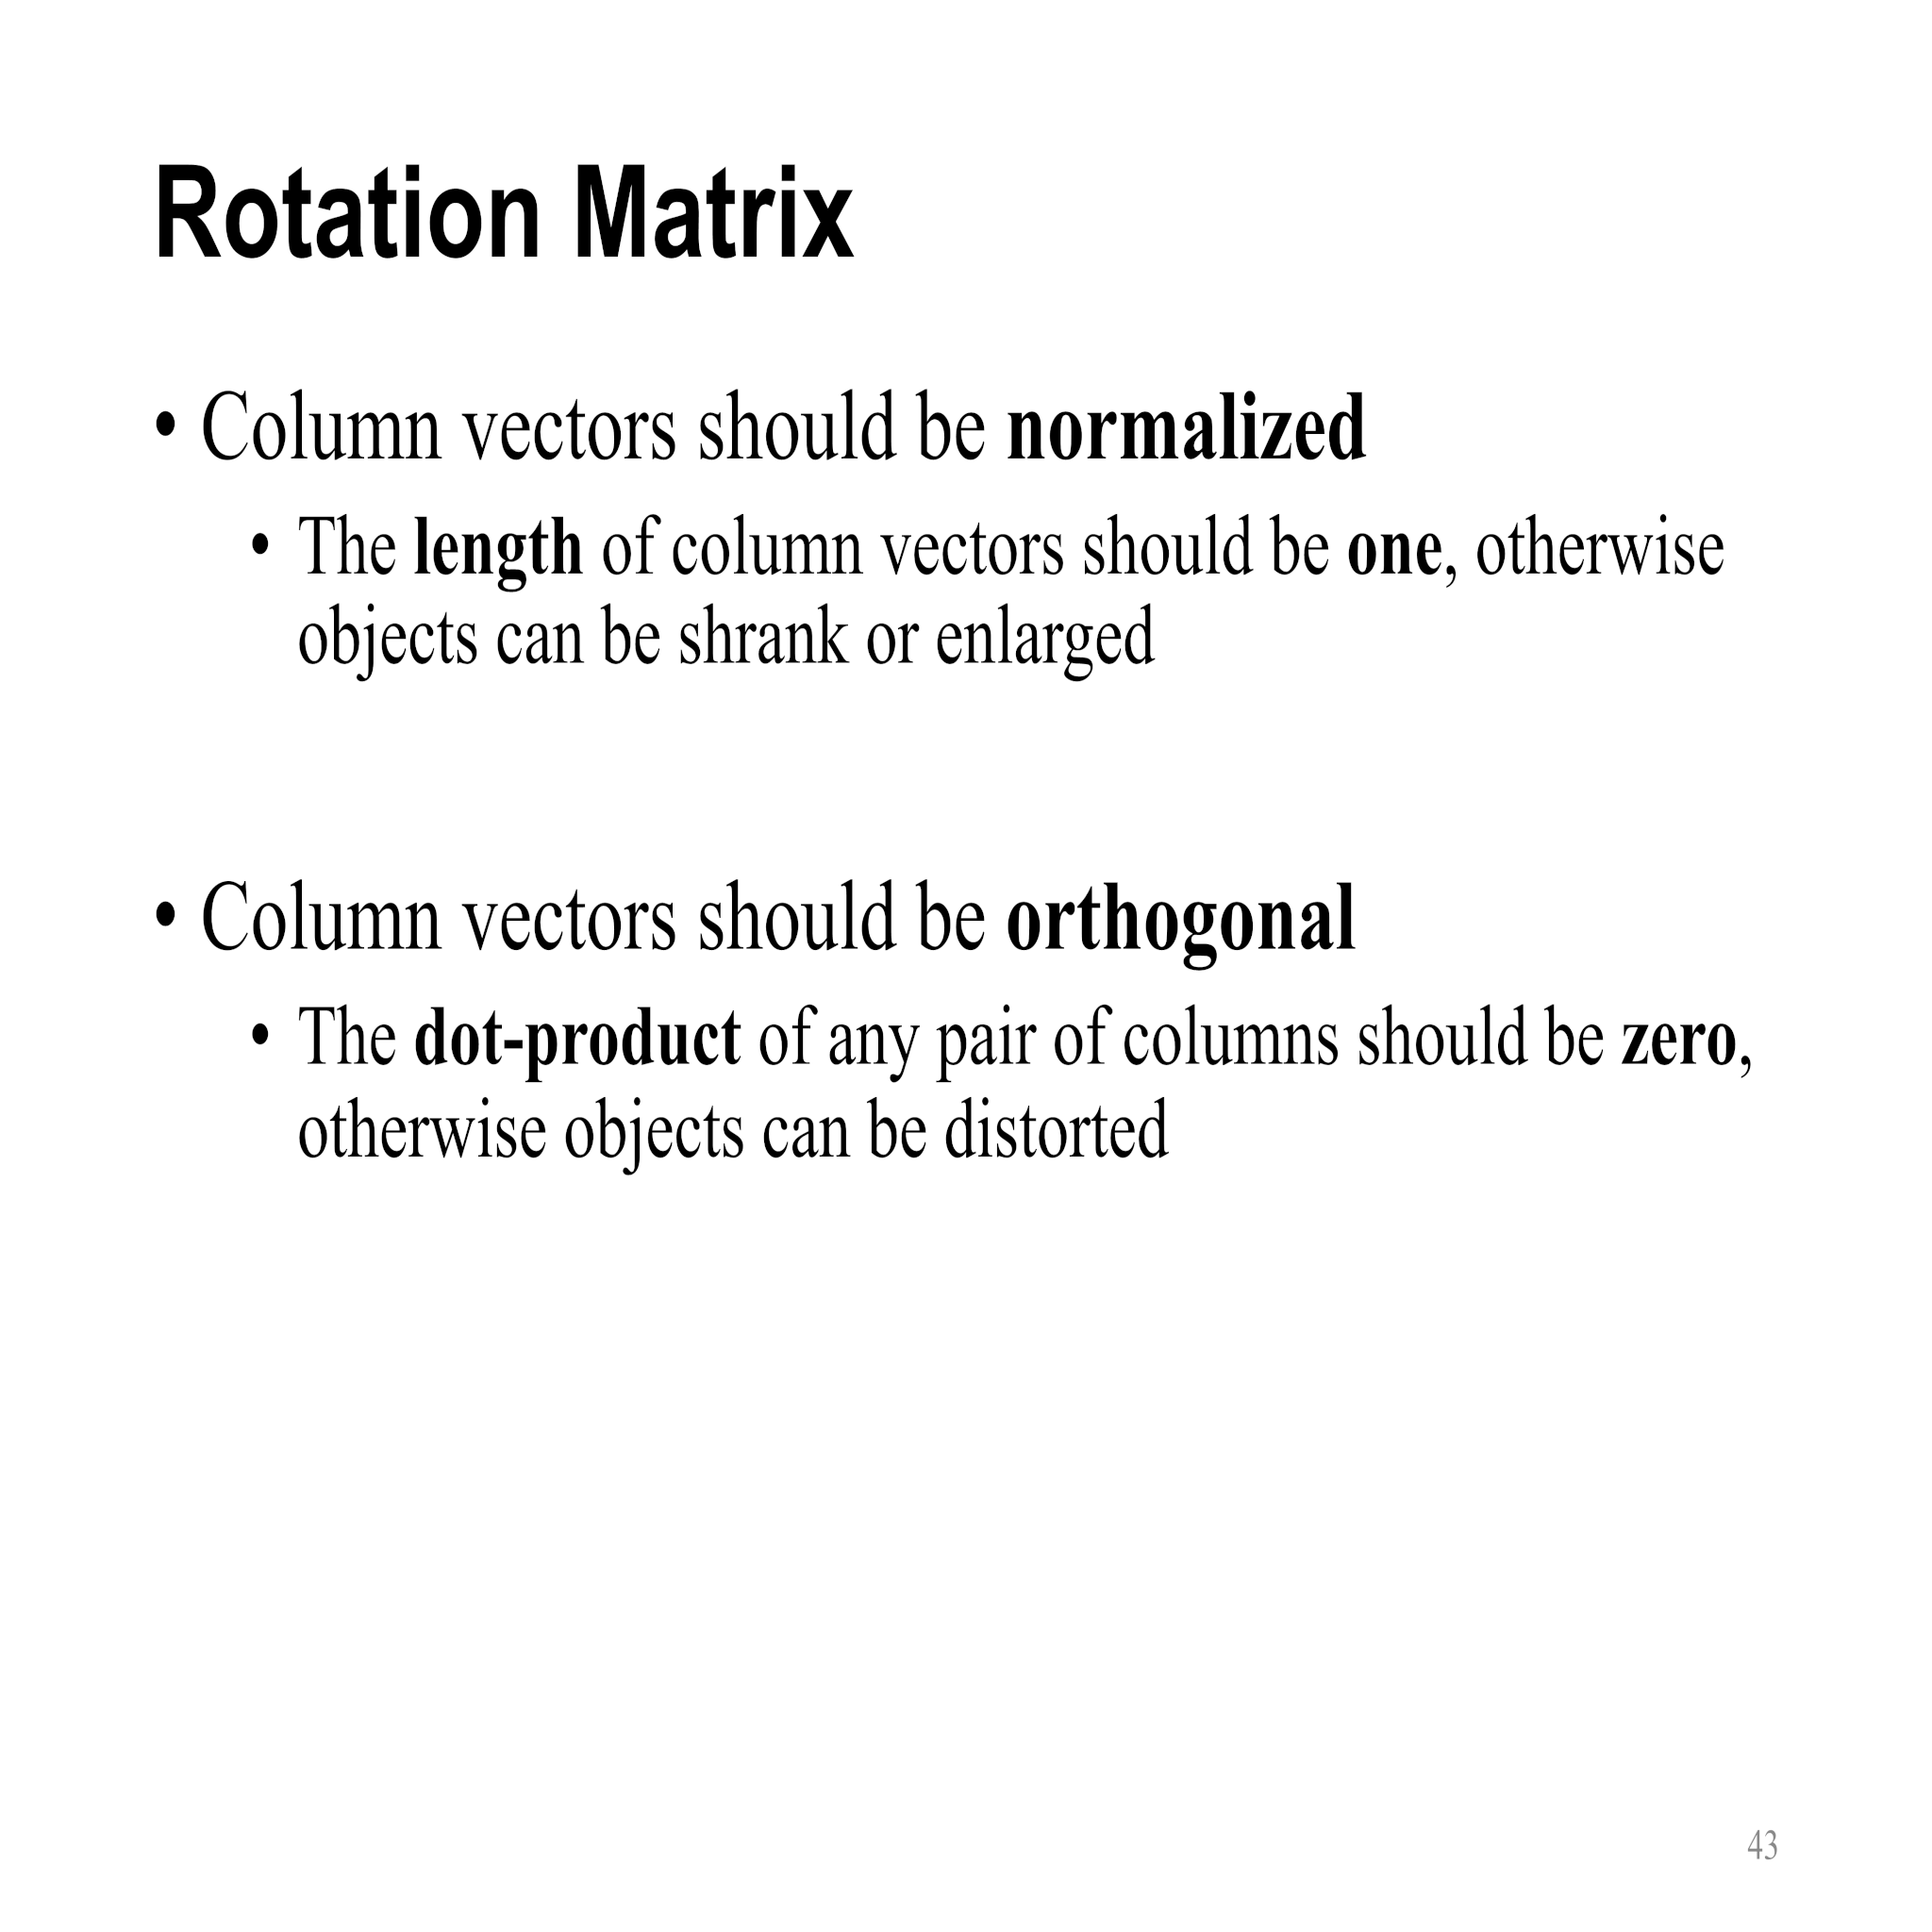 Rotation Matrix
• Column vectors should be normalized
• The length of column vectors should be one, otherwise
objects can be shrank or enlarged
• Column vectors should be orthogonal
• The dot-product of any pair of columns should be zero,
otherwise objects can be distorted
43